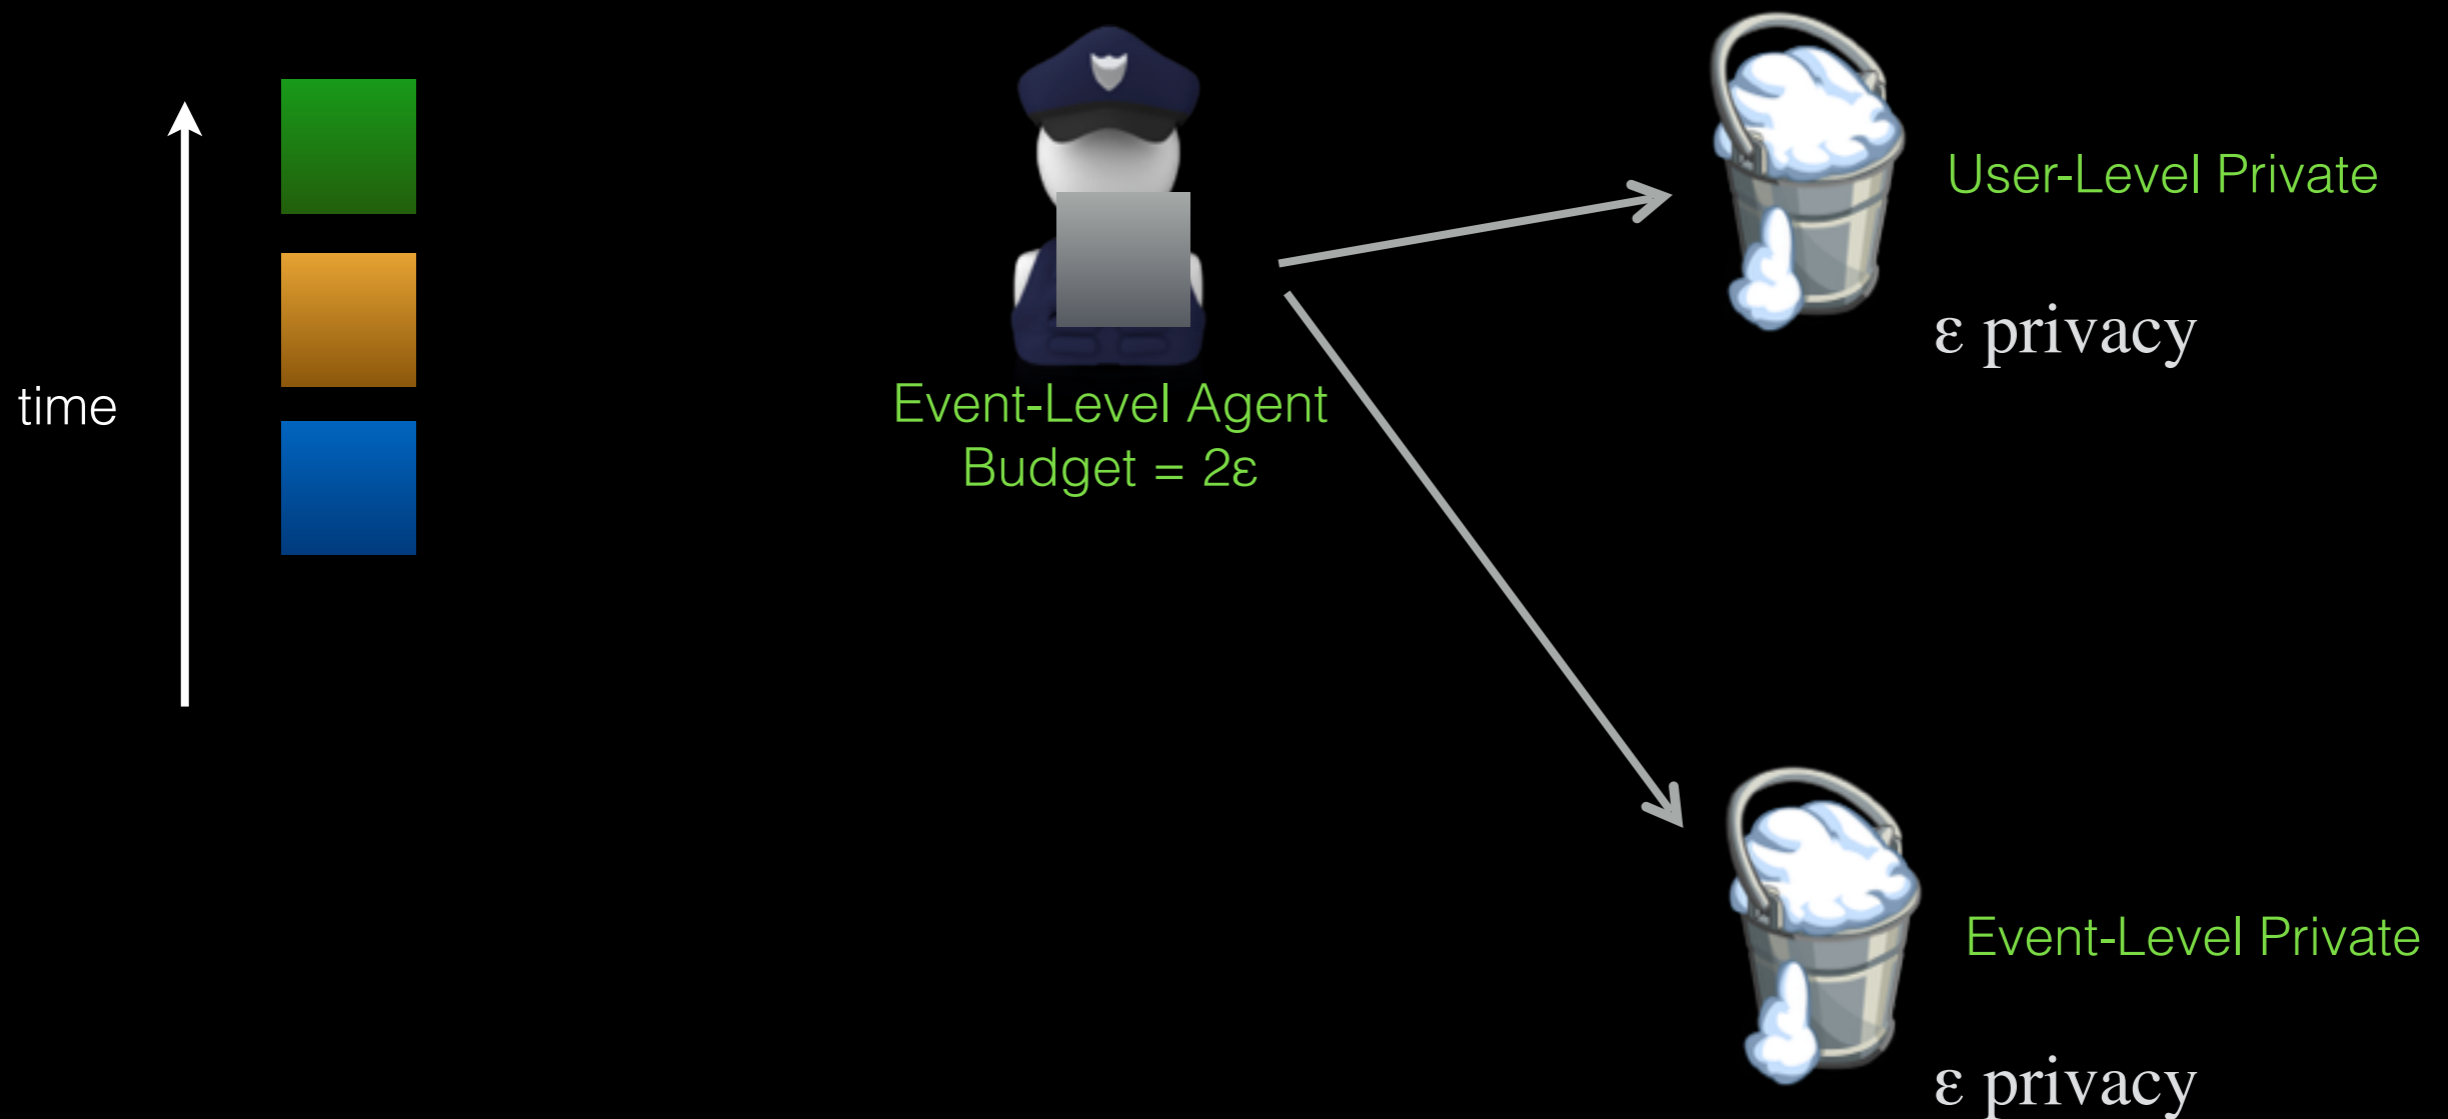 time
Event-Level Agent
Budget = 2ε
User-Level Private
ε privacy
Event-Level Private
ε privacy